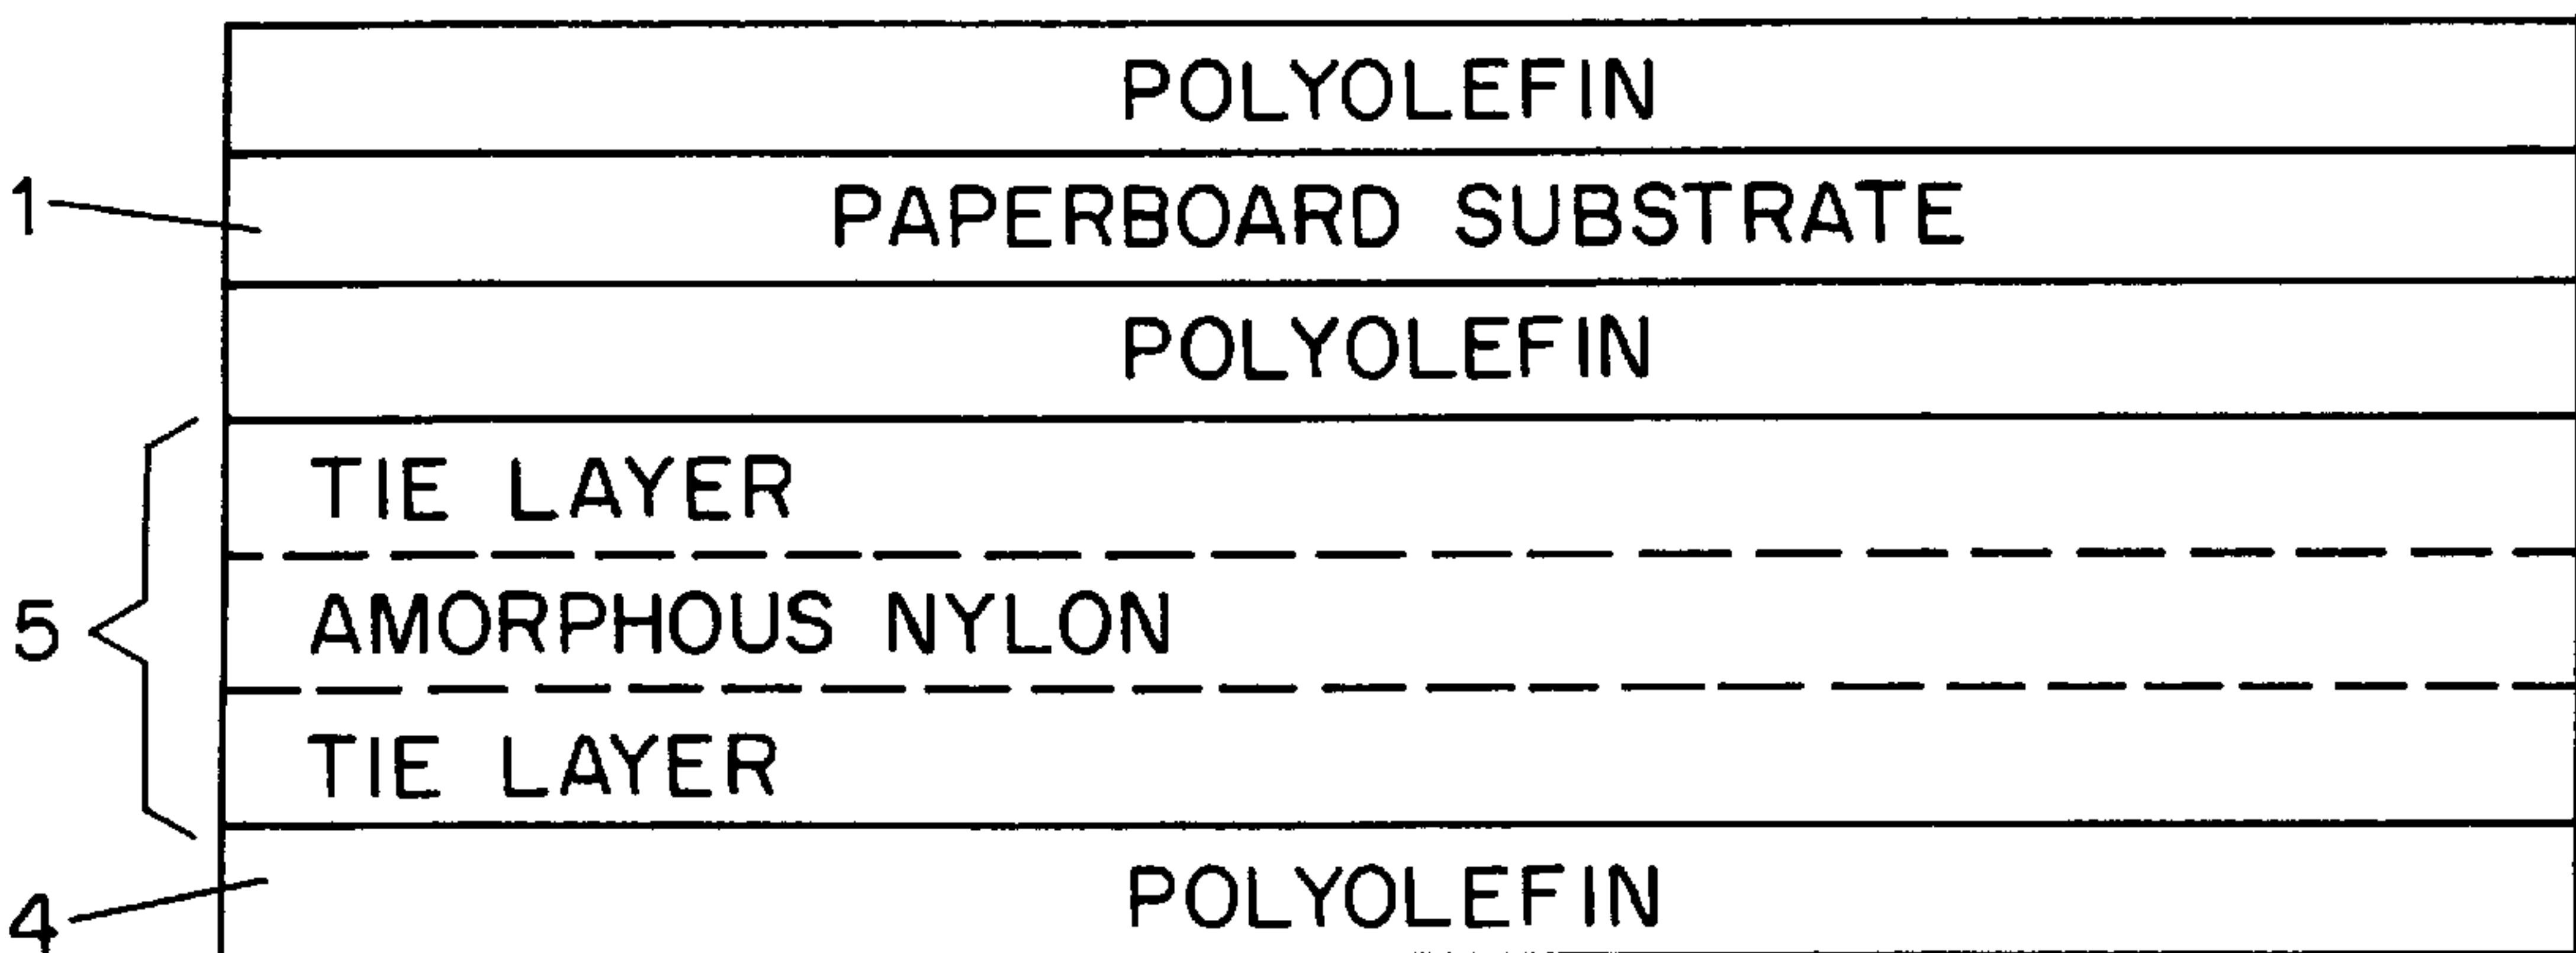 POLYOLEFIN
1 PAPERBOARD SUBSTRATE
POLYOLEFIN
TIE LAYER
5 AMORPHOUS NYLON
TIE LAYER
4 POLYOLEFIN